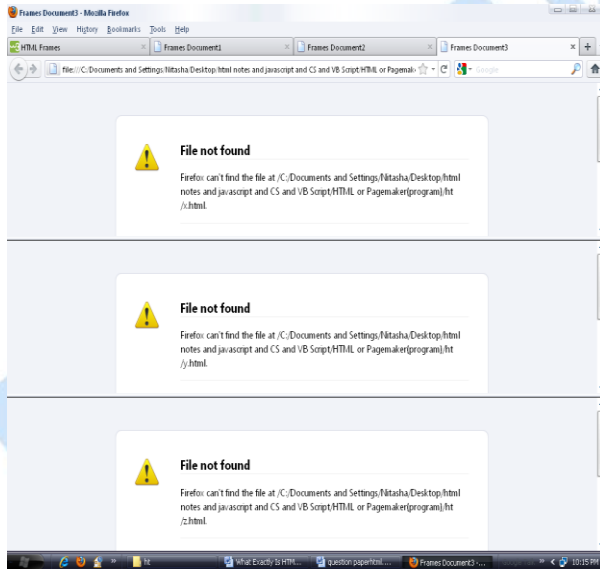 Frames Document3 - Mozilla Firefox
File Edit View History Bookmarks Tools Help
HTML Frames Frames Document1 Frames Document2 Frames Document3
file:///C:/Documents and Settings/Nitasha/Desktop/html notes and javascript and CS and VB Script/HTML or Pagemak Google
File not found
Firefox can't find the file at /C:/Documents and Settings/Nitasha/Desktop/html
notes and javascript and CS and VB Script/HTML or Pagemaker(program)/ht
/x.html.
File not found
Firefox can't find the file at /C:/Documents and Settings/Nitasha/Desktop/html
notes and javascript and CS and VB Script/HTML or Pagemaker(program)/ht
/y.html.
File not found
Firefox can't find the file at /C:/Documents and Settings/Nitasha/Desktop/html
notes and javascript and CS and VB Script/HTML or Pagemaker(program)/ht
/z.html.
ht What Exactly Is HTM... question paperhtml.... Frames Document3 -... 10:15 PM